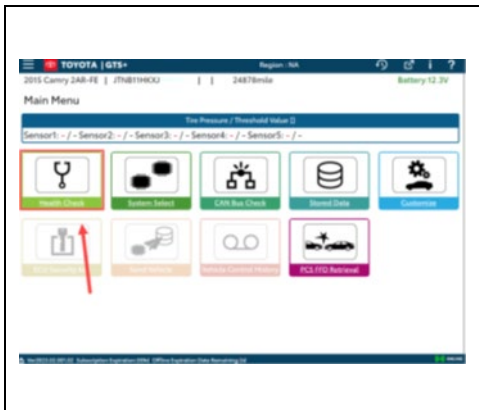 TOYOTA | GTS+ Region : NA
2015 Camry 2AR-FE | JTNB11HKXJ | | 24878mile Battery:12.3V
Main Menu
Tire Pressure / Threshold Value []
Sensor1: - / - Sensor2: - / - Sensor3: - / - Sensor4: - / - Sensor5: - / -
Health Check System Select CAN Bus Check Stored Data Customize
Vehicle Control History PCS FFD Retrieval